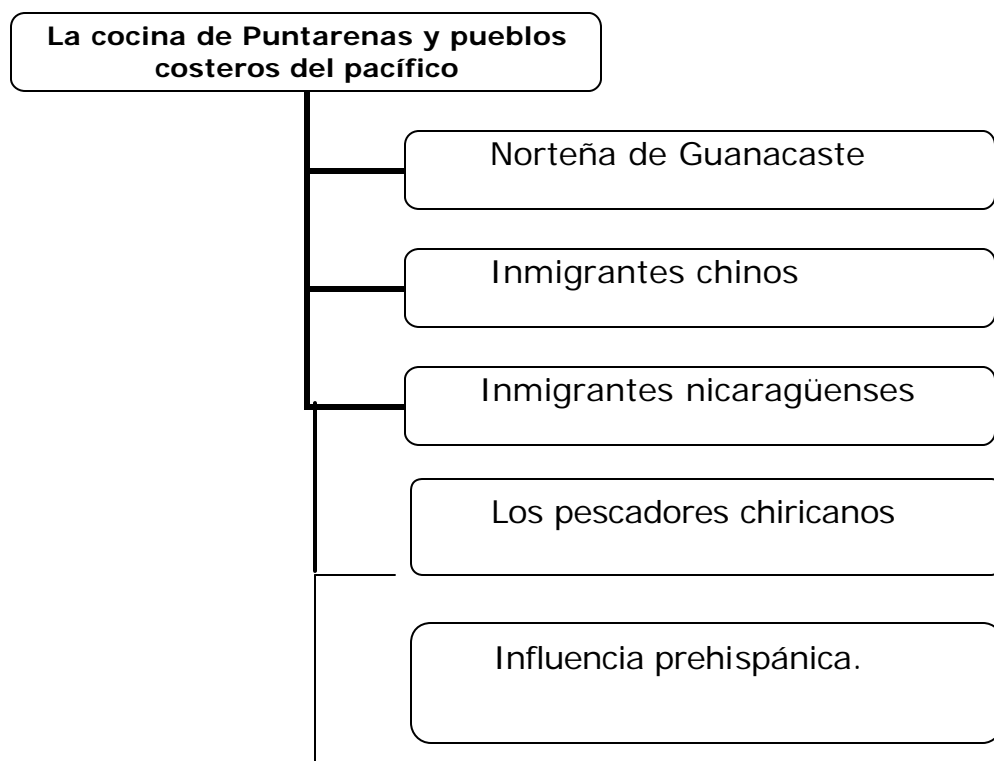 La cocina de Puntarenas y pueblos
costeros del pacífico
Norteña de Guanacaste
Inmigrantes chinos
Inmigrantes nicaragüenses
Los pescadores chiricanos
Influencia prehispánica.